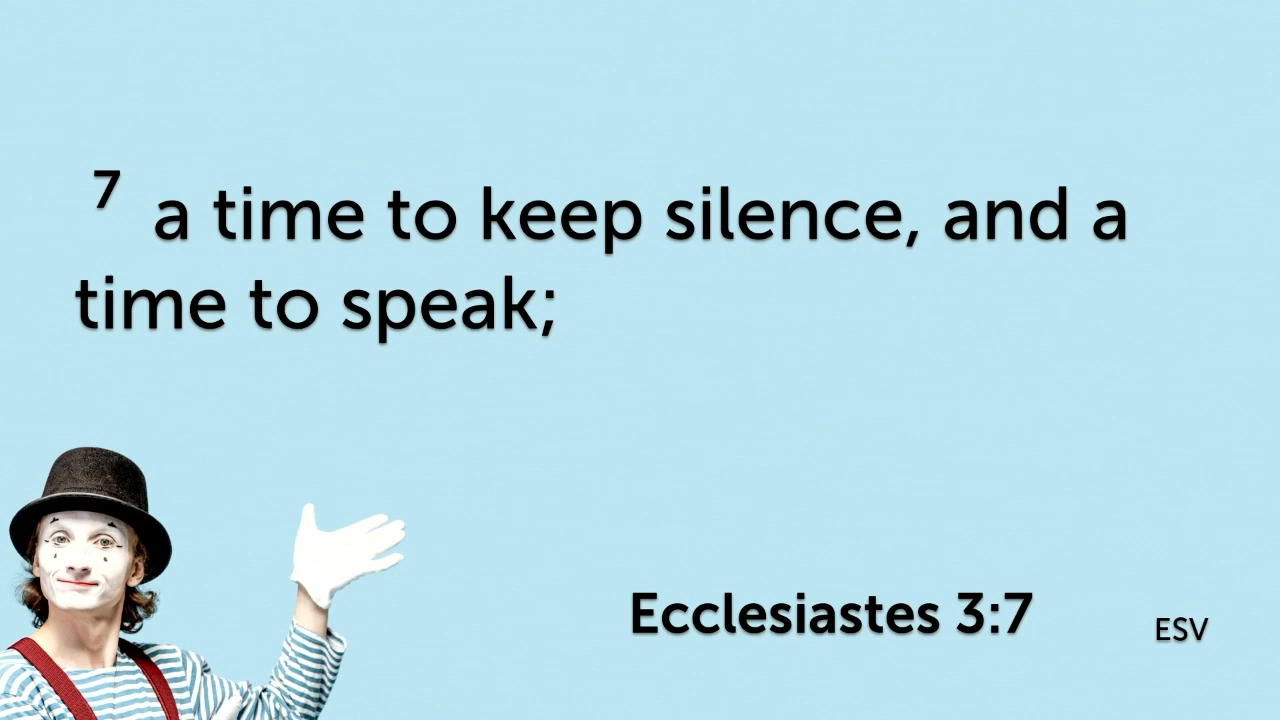 7 a time to keep silence, and a
time to speak;
Ecclesiastes 3:7
ESV